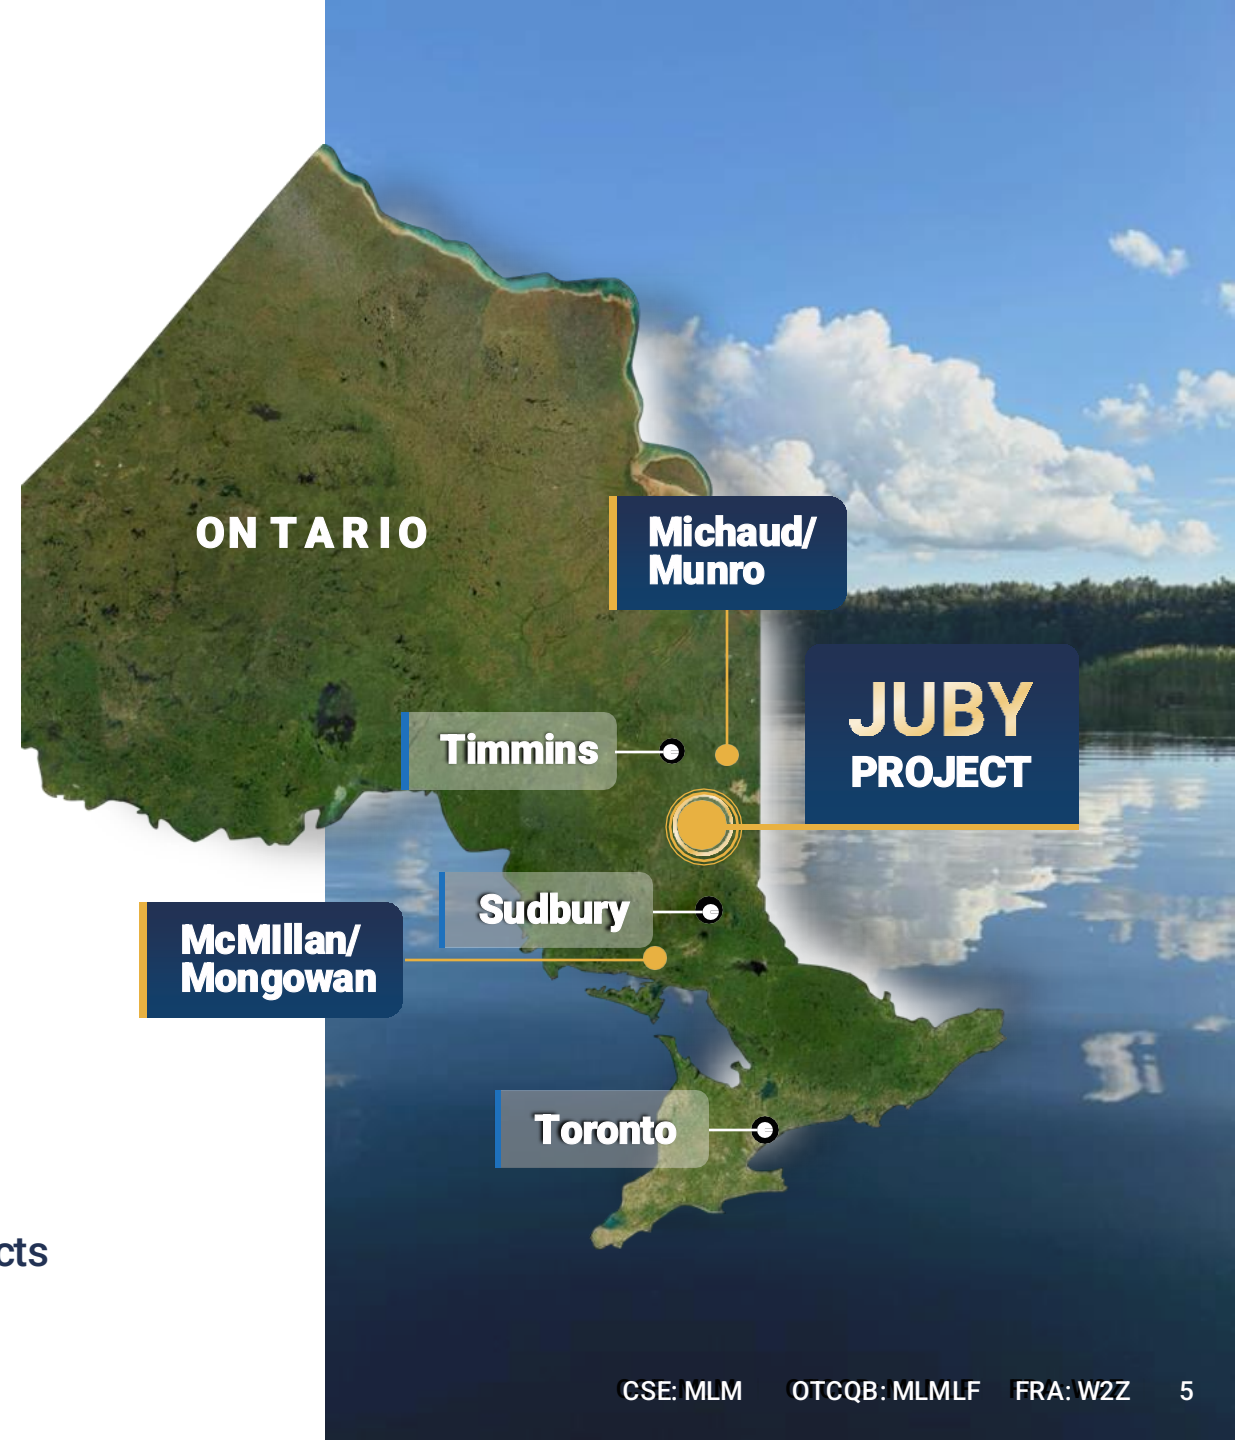 ONTARIO
Michaud/
Munro
JUBY
PROJECT
Timmins
Sudbury
McMIllan/
Mongowan
Toronto
cts
CSE: MLM OTCQB: MLMLF FRA: W2Z 5